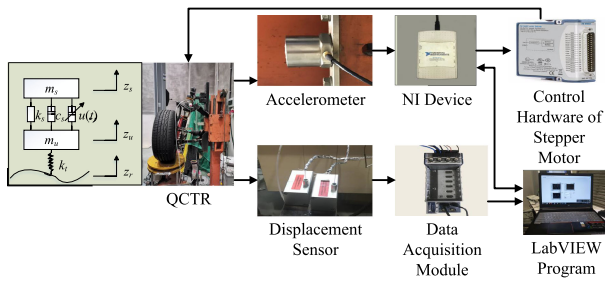 m_s
z_s
k_s c_s u(t)
m_u
z_u
k_t
z_r
QCTR
Accelerometer
NI Device
Control
Hardware of
Stepper
Motor
Displacement
Sensor
Data
Acquisition
Module
LabVIEW
Program